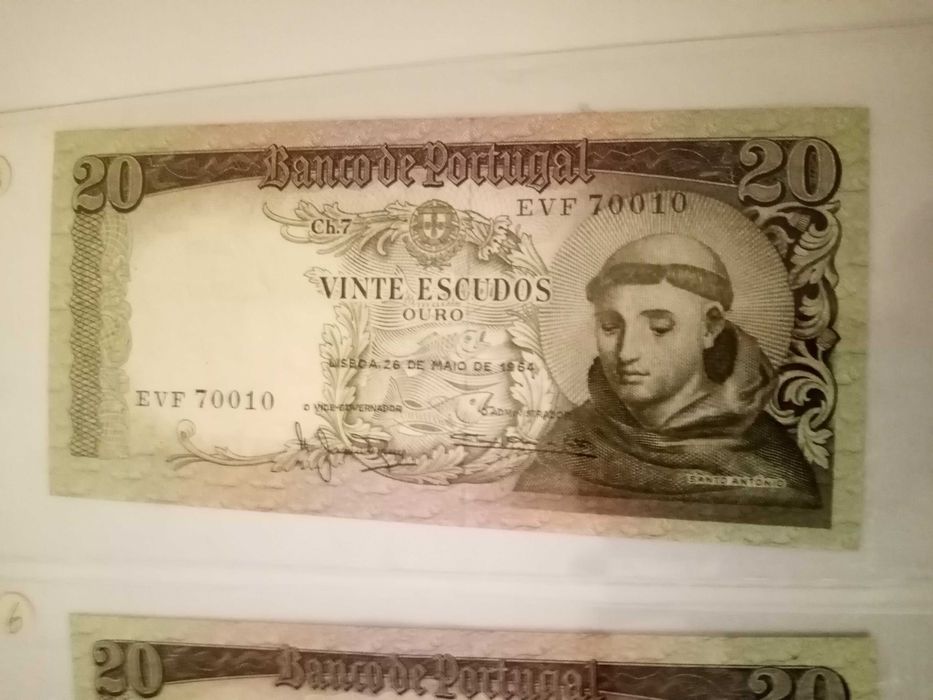 20 Banco de Portugal 20
EVF 70010
Ch.7
VINTE ESCUDOS
OURO
LISBOA, 26 DE MAIO DE 1964
EVF 70010
O VICE-GOVERNADOR
O ADMINISTRADOR
SANTO ANTÓNIO
6
20 Banco de Portugal 20